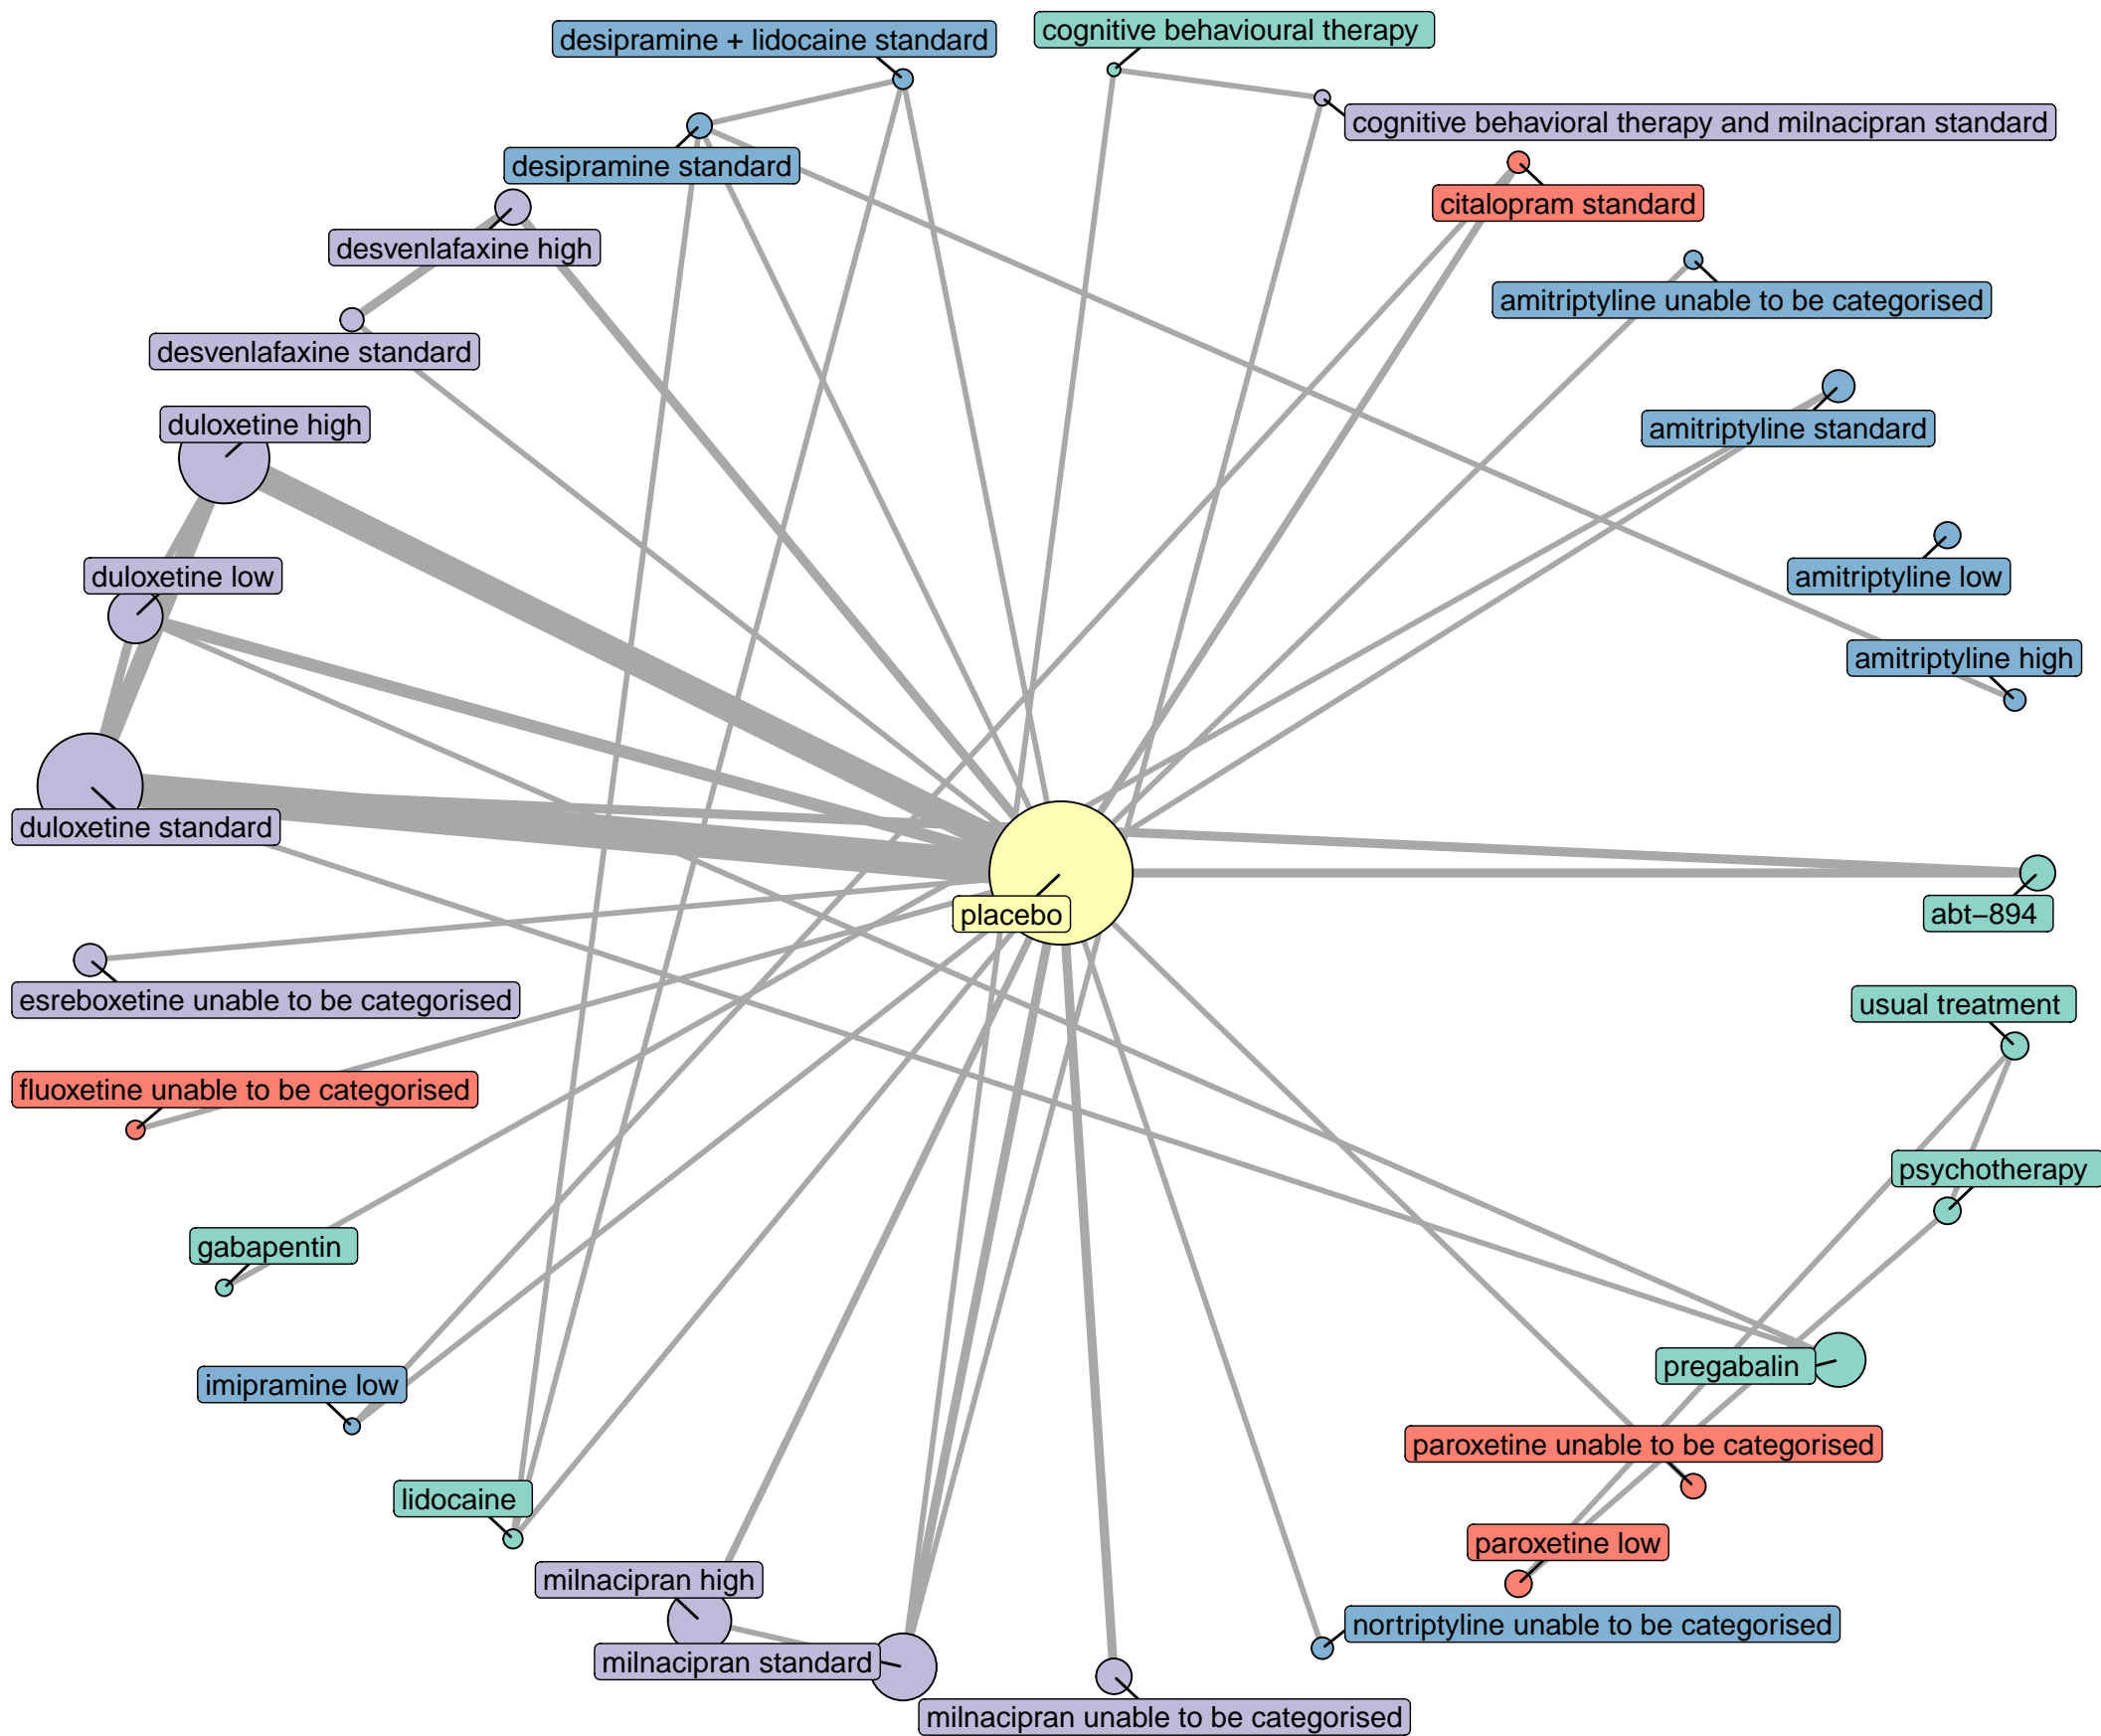 desipramine + lidocaine standard
cognitive behavioural therapy
cognitive behavioral therapy and milnacipran standard
desipramine standard
citalopram standard
desvenlafaxine high
amitriptyline unable to be categorised
desvenlafaxine standard
duloxetine high
amitriptyline standard
duloxetine low
amitriptyline low
amitriptyline high
duloxetine standard
placebo
abt−894
esreboxetine unable to be categorised
usual treatment
fluoxetine unable to be categorised
psychotherapy
gabapentin
pregabalin
imipramine low
paroxetine unable to be categorised
lidocaine
paroxetine low
milnacipran high
nortriptyline unable to be categorised
milnacipran standard
milnacipran unable to be categorised